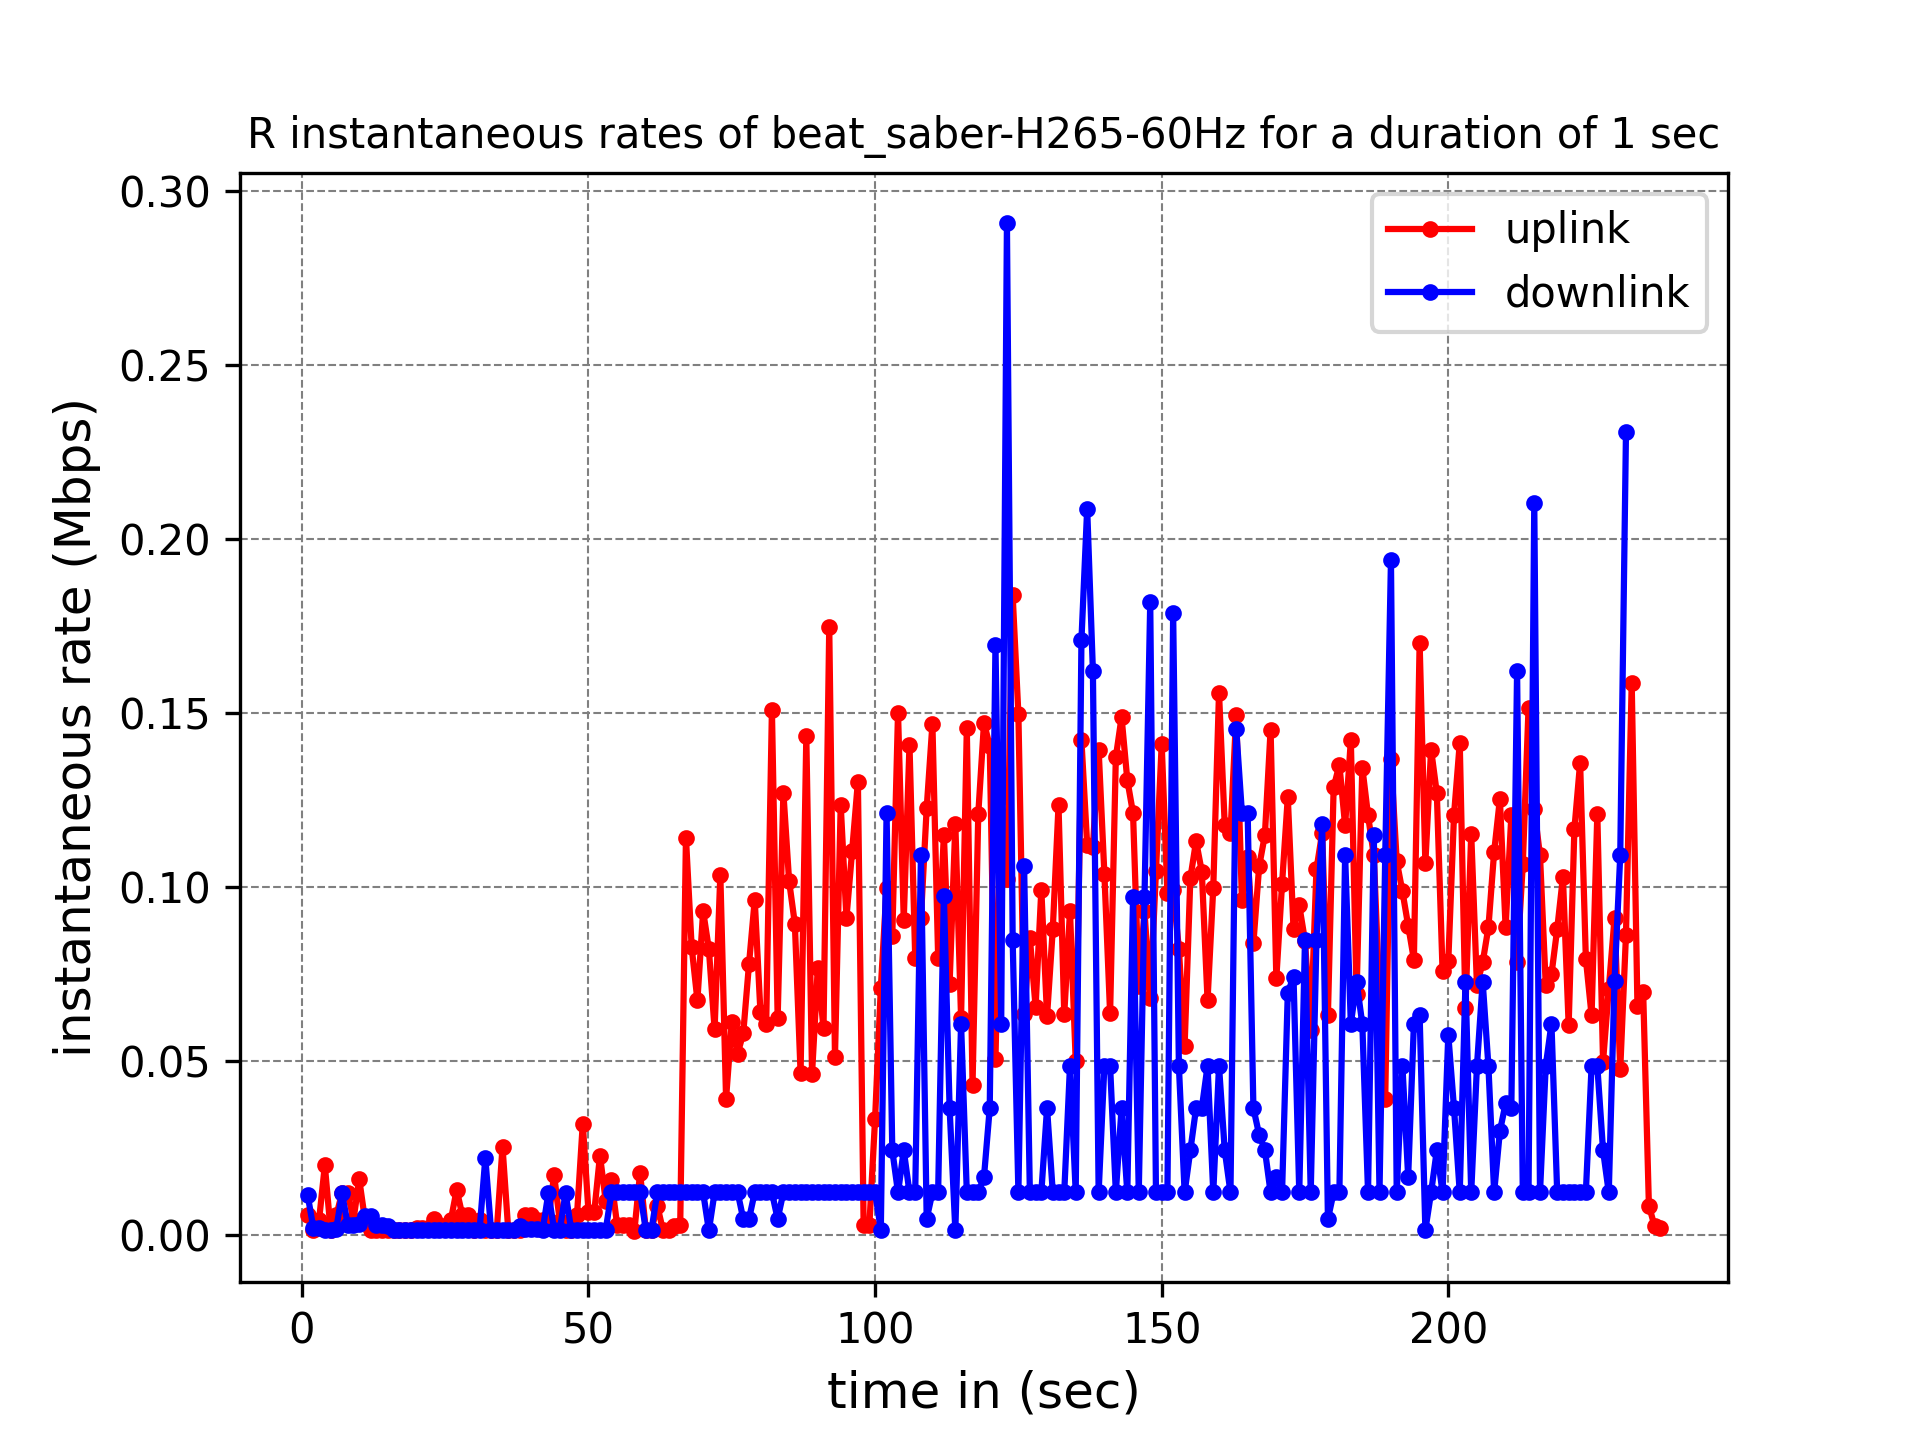 R instantaneous rates of beat_saber-H265-60Hz for a duration of 1 sec
0.30
0.25
0.20
0.15
0.10
0.05
0.00
instantaneous rate (Mbps)
uplink
downlink
0 50 100 150 200
time in (sec)